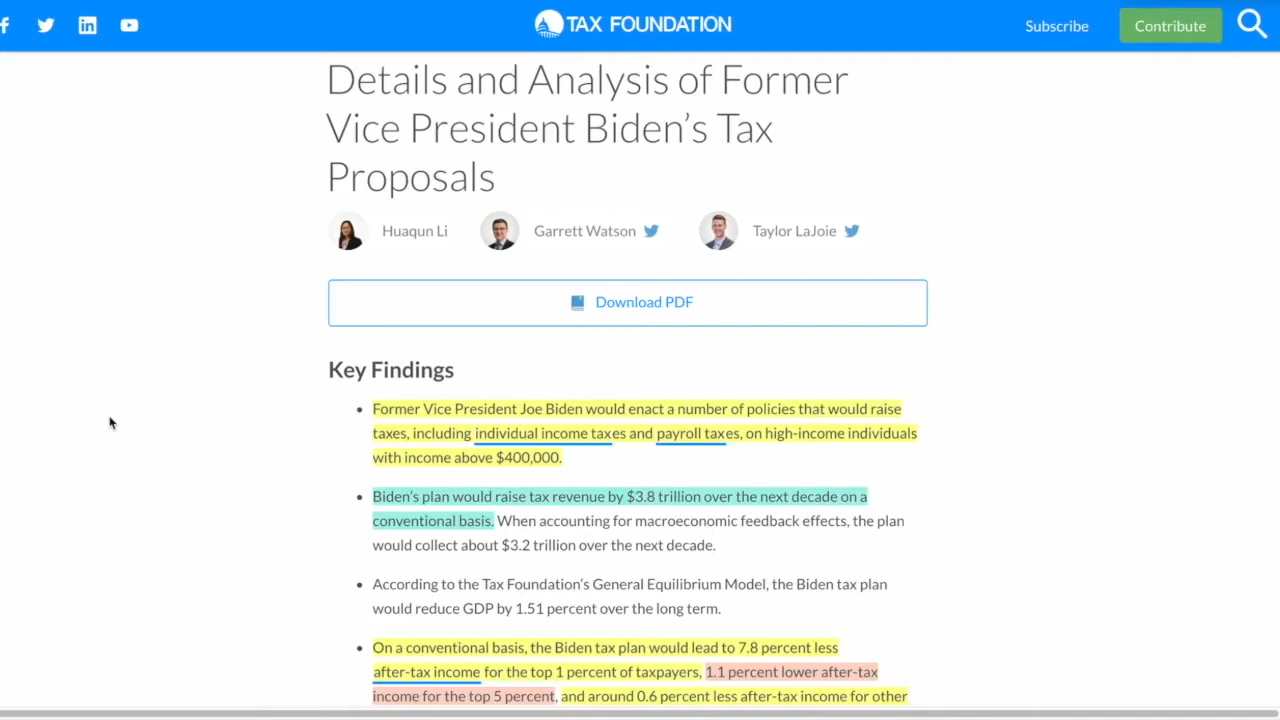 TAX FOUNDATION
Subscribe
Contribute
Details and Analysis of Former
Vice President Biden's Tax
Proposals
Huaqun Li
Garrett Watson
Taylor LaJoie
Download PDF
Key Findings
Former Vice President Joe Biden would enact a number of policies that would raise
taxes, including individual income taxes and payroll taxes, on high-income individuals
with income above $400,000.
Biden's plan would raise tax revenue by $3.8 trillion over the next decade on a
conventional basis. When accounting for macroeconomic feedback effects, the plan
would collect about $3.2 trillion over the next decade.
According to the Tax Foundation's General Equilibrium Model, the Biden tax plan
would reduce GDP by 1.51 percent over the long term.
On a conventional basis, the Biden tax plan would lead to 7.8 percent less
after-tax income for the top 1 percent of taxpayers, 1.1 percent lower after-tax
income for the top 5 percent, and around 0.6 percent less after-tax income for other